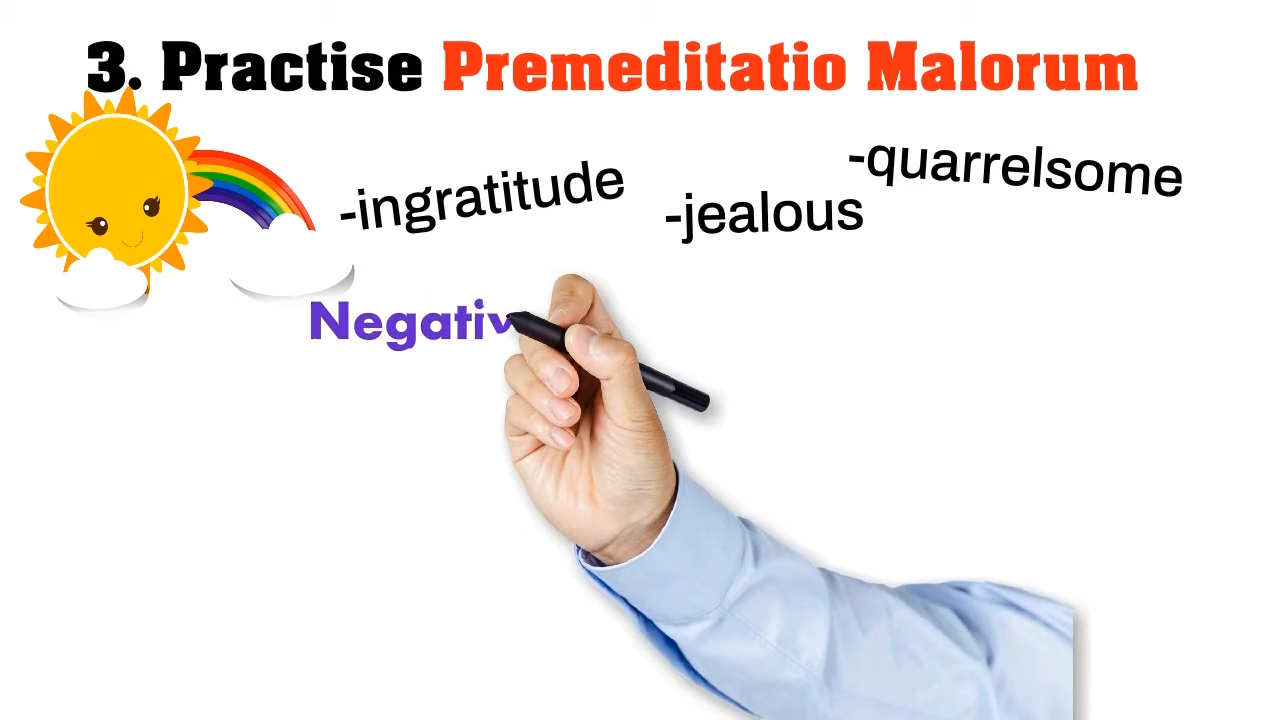 3. Practise Premeditatio Malorum
-ingratitude
-jealous
-quarrelsome
Negativ